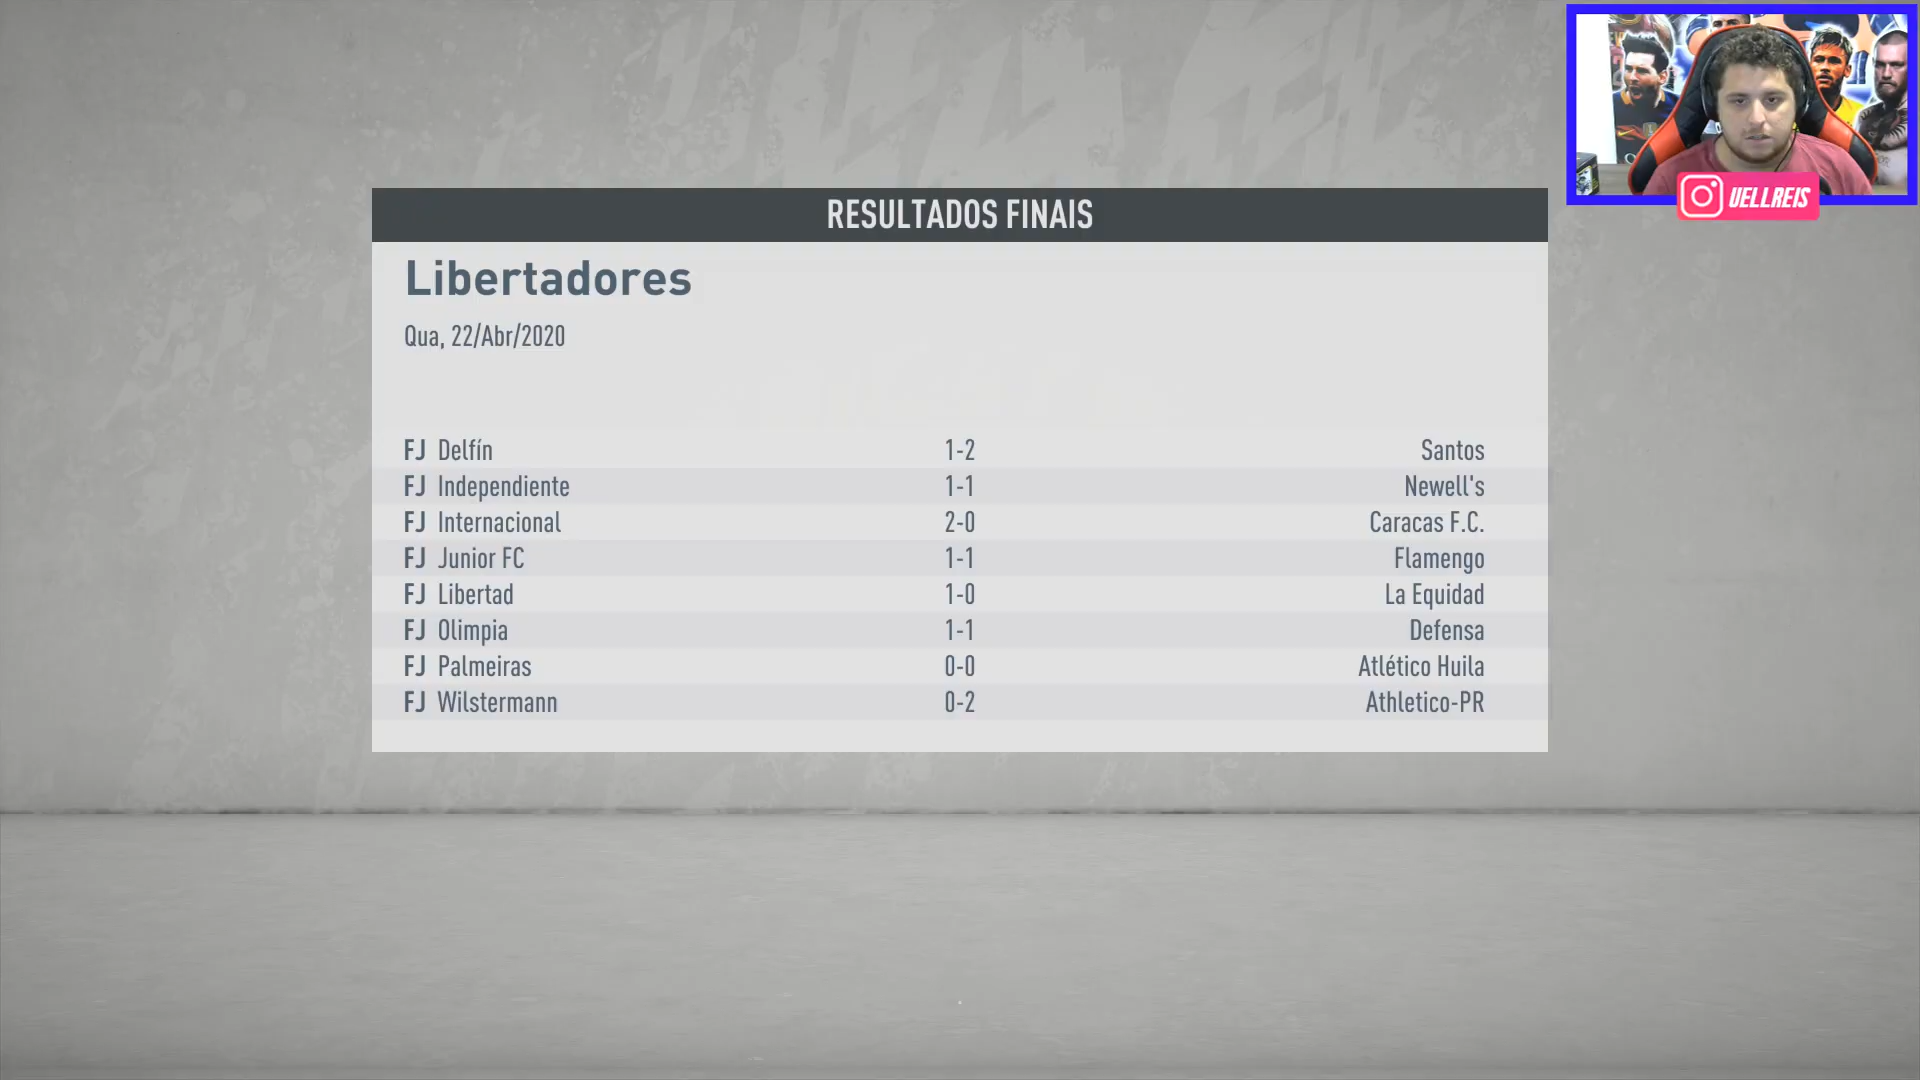 RESULTADOS FINAIS
Libertadores
Qua, 22/Abr/2020
FJ Delfín 1-2 Santos
FJ Independiente 1-1 Newell's
FJ Internacional 2-0 Caracas F.C.
FJ Junior FC 1-1 Flamengo
FJ Libertad 1-0 La Equidad
FJ Olimpia 1-1 Defensa
FJ Palmeiras 0-0 Atlético Huila
FJ Wilstermann 0-2 Athletico-PR
UELLREIS